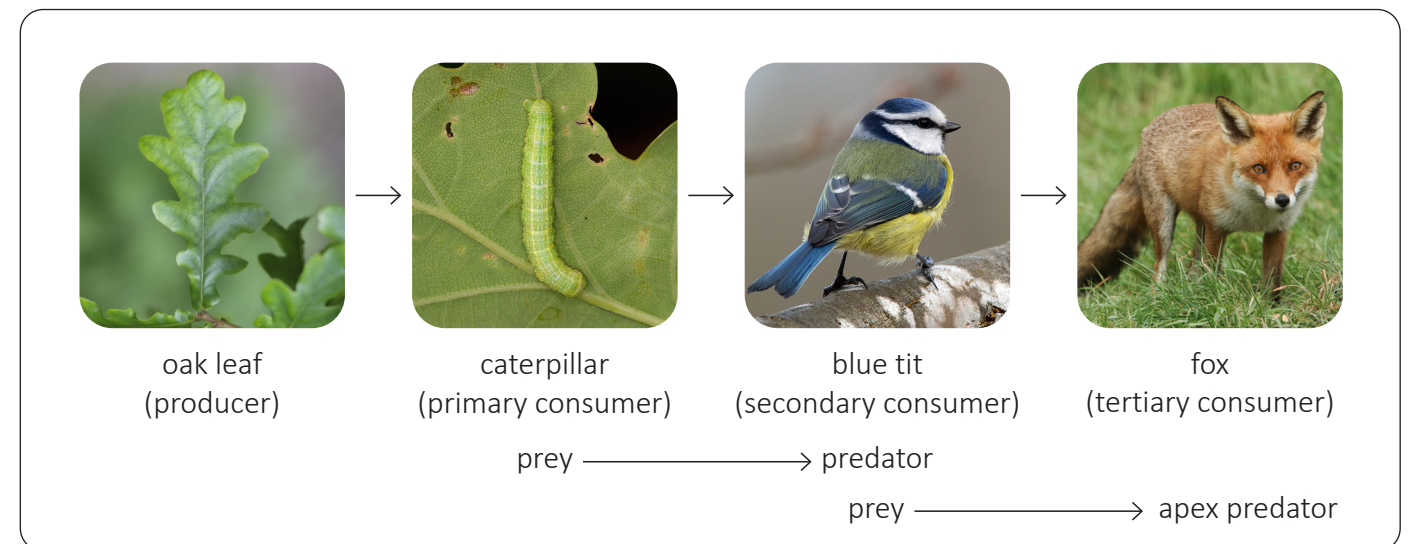 oak leaf
(producer)
caterpillar
(primary consumer)
blue tit
(secondary consumer)
fox
(tertiary consumer)
prey → predator
prey → apex predator